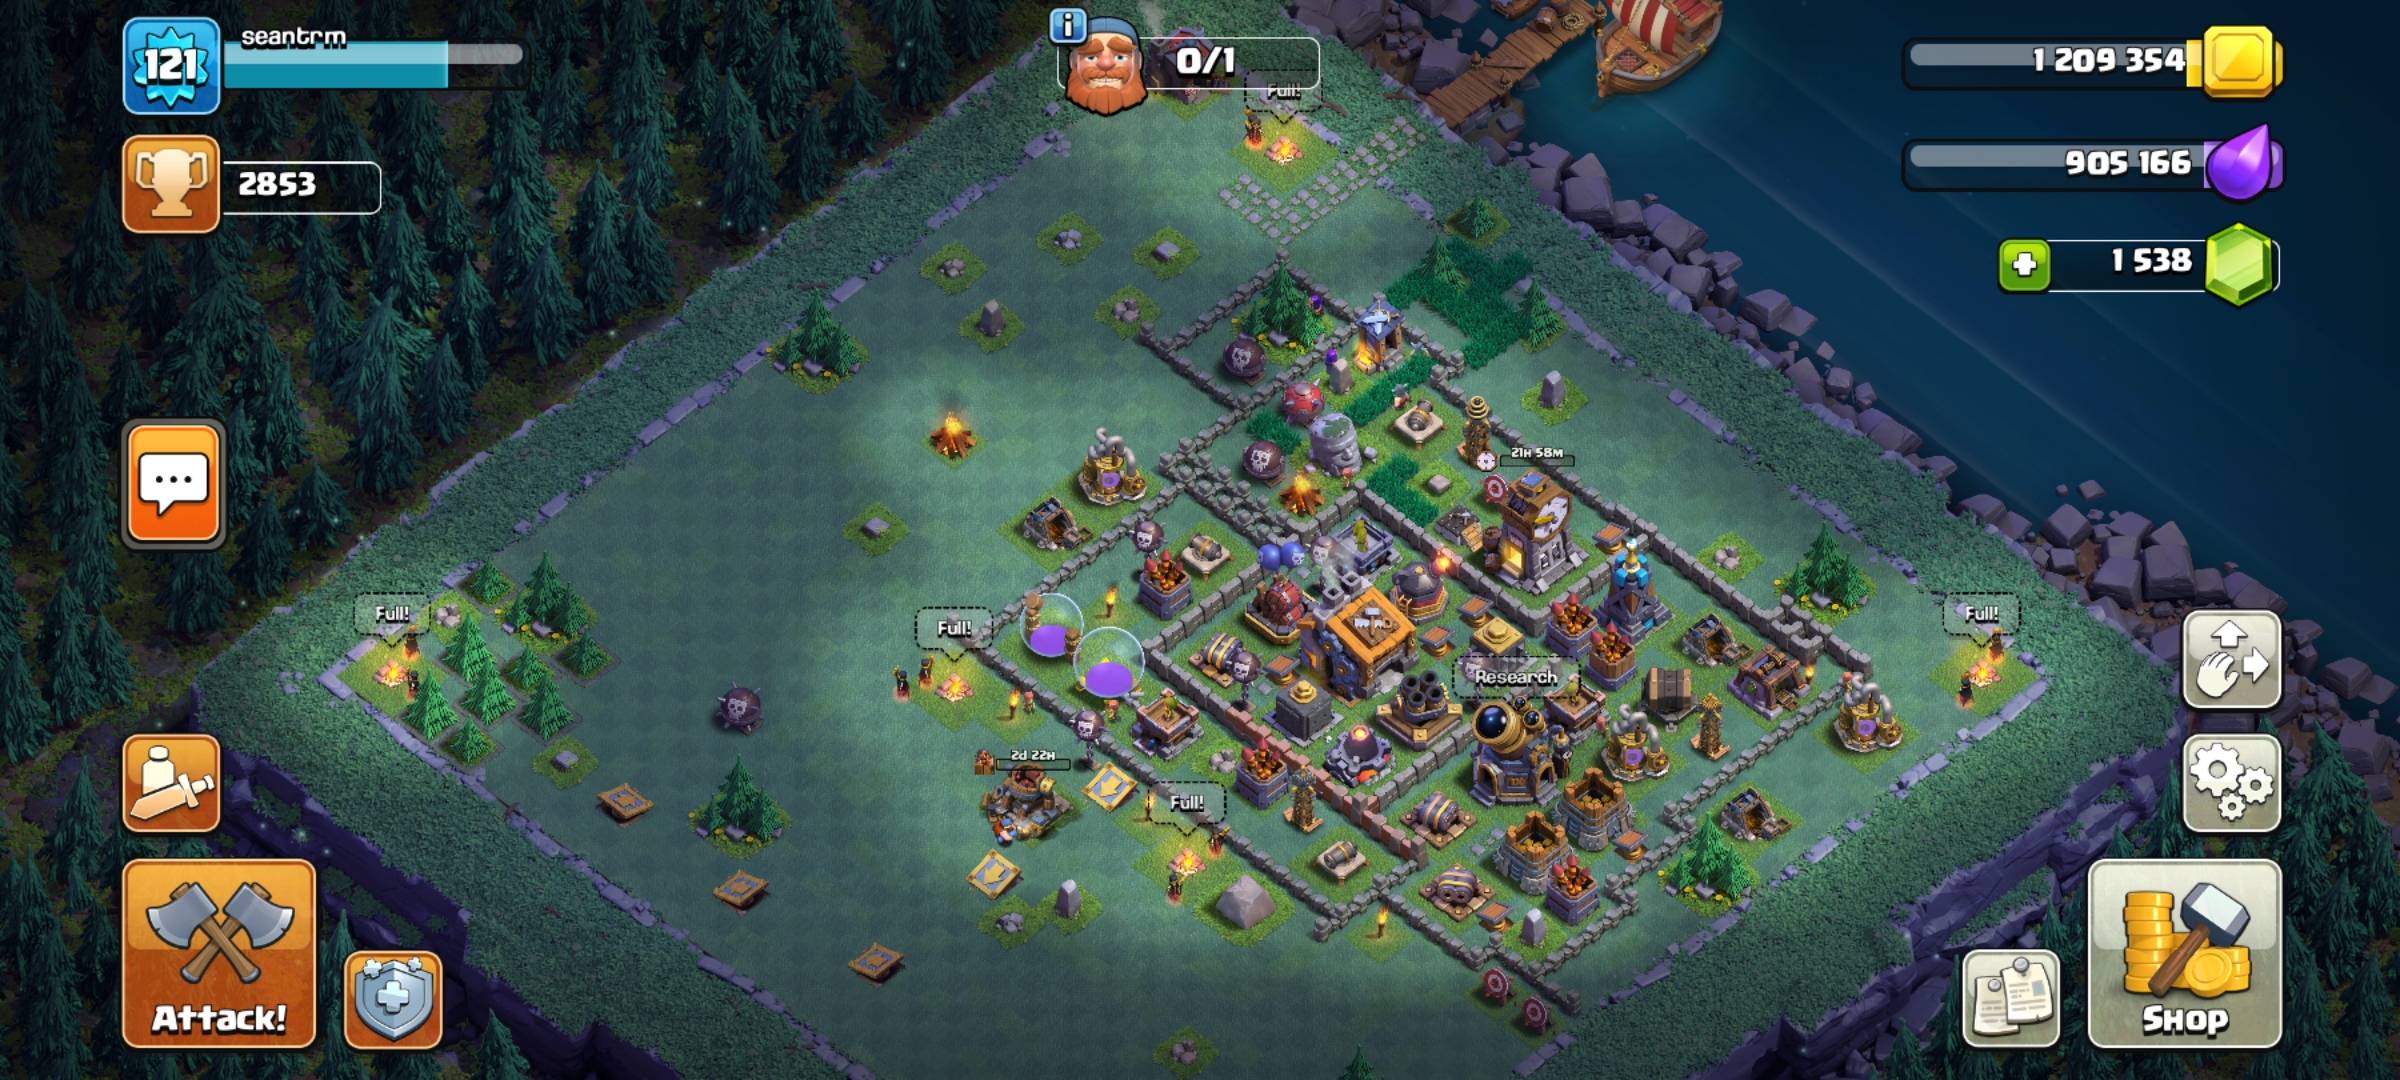 121
seantrm
0/1
1 209 354
Full!
905 166
2853
1 538
21H 58M
Full!
Full!
Full!
Research
2d 22H
Full!
Attack!
Shop